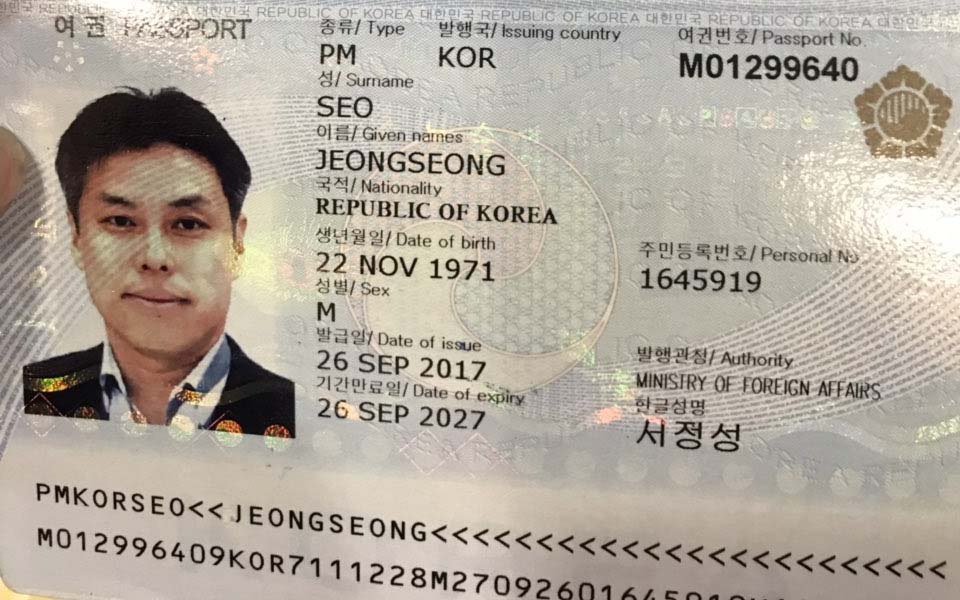 대한민국 REPUBLIC OF KOREA 대한민국 REPUBLIC OF KOREA 대한민국 REPUBLIC OF KOREA 대한민국 REPUBLIC OF KOREA
여권 PASSPORT
종류/ Type 발행국/ Issuing country 여권번호/ Passport No.
PM KOR M01299640
성/ Surname
SEO
이름/ Given names
JEONGSEONG
국적/ Nationality
REPUBLIC OF KOREA
생년월일/ Date of birth 주민등록번호/ Personal No
22 NOV 1971 1645919
성별/ Sex
M
발급일/ Date of issue 발행관청/ Authority
26 SEP 2017 MINISTRY OF FOREIGN AFFAIRS
기간만료일/ Date of expiry 한글성명
26 SEP 2027 서정성
PMKORSEO<<JEONGSEONG<<<<<<<<<<<<<<<<<<<<<<<<
M012996409KOR7111228M2709260164591